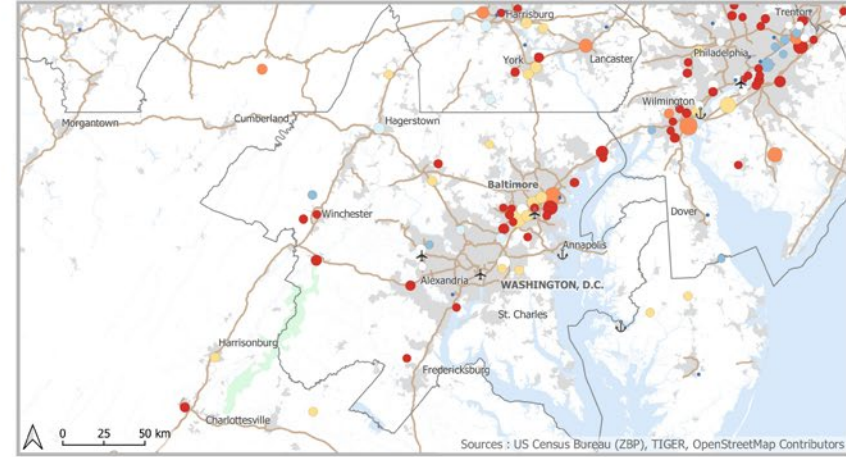 Harrisburg
Trenton
York
Lancaster
Philadelphia
Wilmington
Morgantown
Cumberland
Hagerstown
Baltimore
Winchester
Dover
Annapolis
Alexandria
WASHINGTON, D.C.
St. Charles
Harrisonburg
Fredericksburg
Charlottesville
0 25 50 km
Sources : US Census Bureau (ZBP), TIGER, OpenStreetMap Contributors